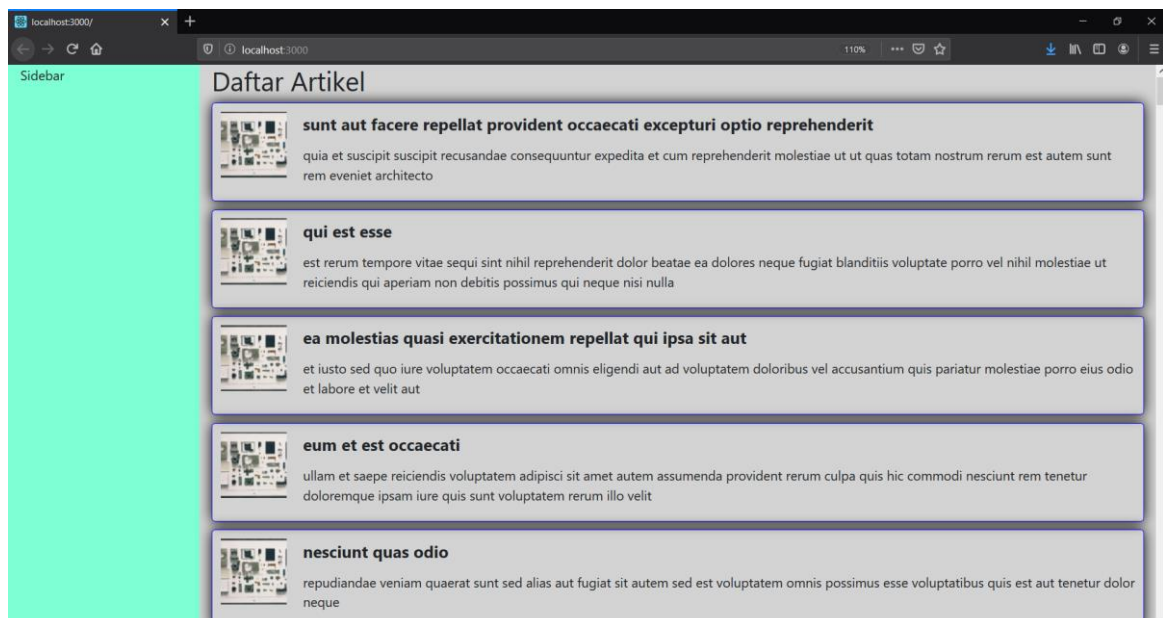 localhost:3000/
localhost:3000
110%
Sidebar
Daftar Artikel
sunt aut facere repellat provident occaecati excepturi optio reprehenderit
quia et suscipit suscipit recusandae consequuntur expedita et cum reprehenderit molestiae ut ut quas totam nostrum rerum est autem sunt
rem eveniet architecto
qui est esse
est rerum tempore vitae sequi sint nihil reprehenderit dolor beatae ea dolores neque fugiat blanditiis voluptate porro vel nihil molestiae ut
reiciendis qui aperiam non debitis possimus qui neque nisi nulla
ea molestias quasi exercitationem repellat qui ipsa sit aut
et iusto sed quo iure voluptatem occaecati omnis eligendi aut ad voluptatem doloribus vel accusantium quis pariatur molestiae porro eius odio
et labore et velit aut
eum et est occaecati
ullam et saepe reiciendis voluptatem adipisci sit amet autem assumenda provident rerum culpa quis hic commodi nesciunt rem tenetur
doloremque ipsam iure quis sunt voluptatem rerum illo velit
nesciunt quas odio
repudiandae veniam quaerat sunt sed alias aut fugiat sit autem sed est voluptatem omnis possimus esse voluptatibus quis est aut tenetur dolor
neque